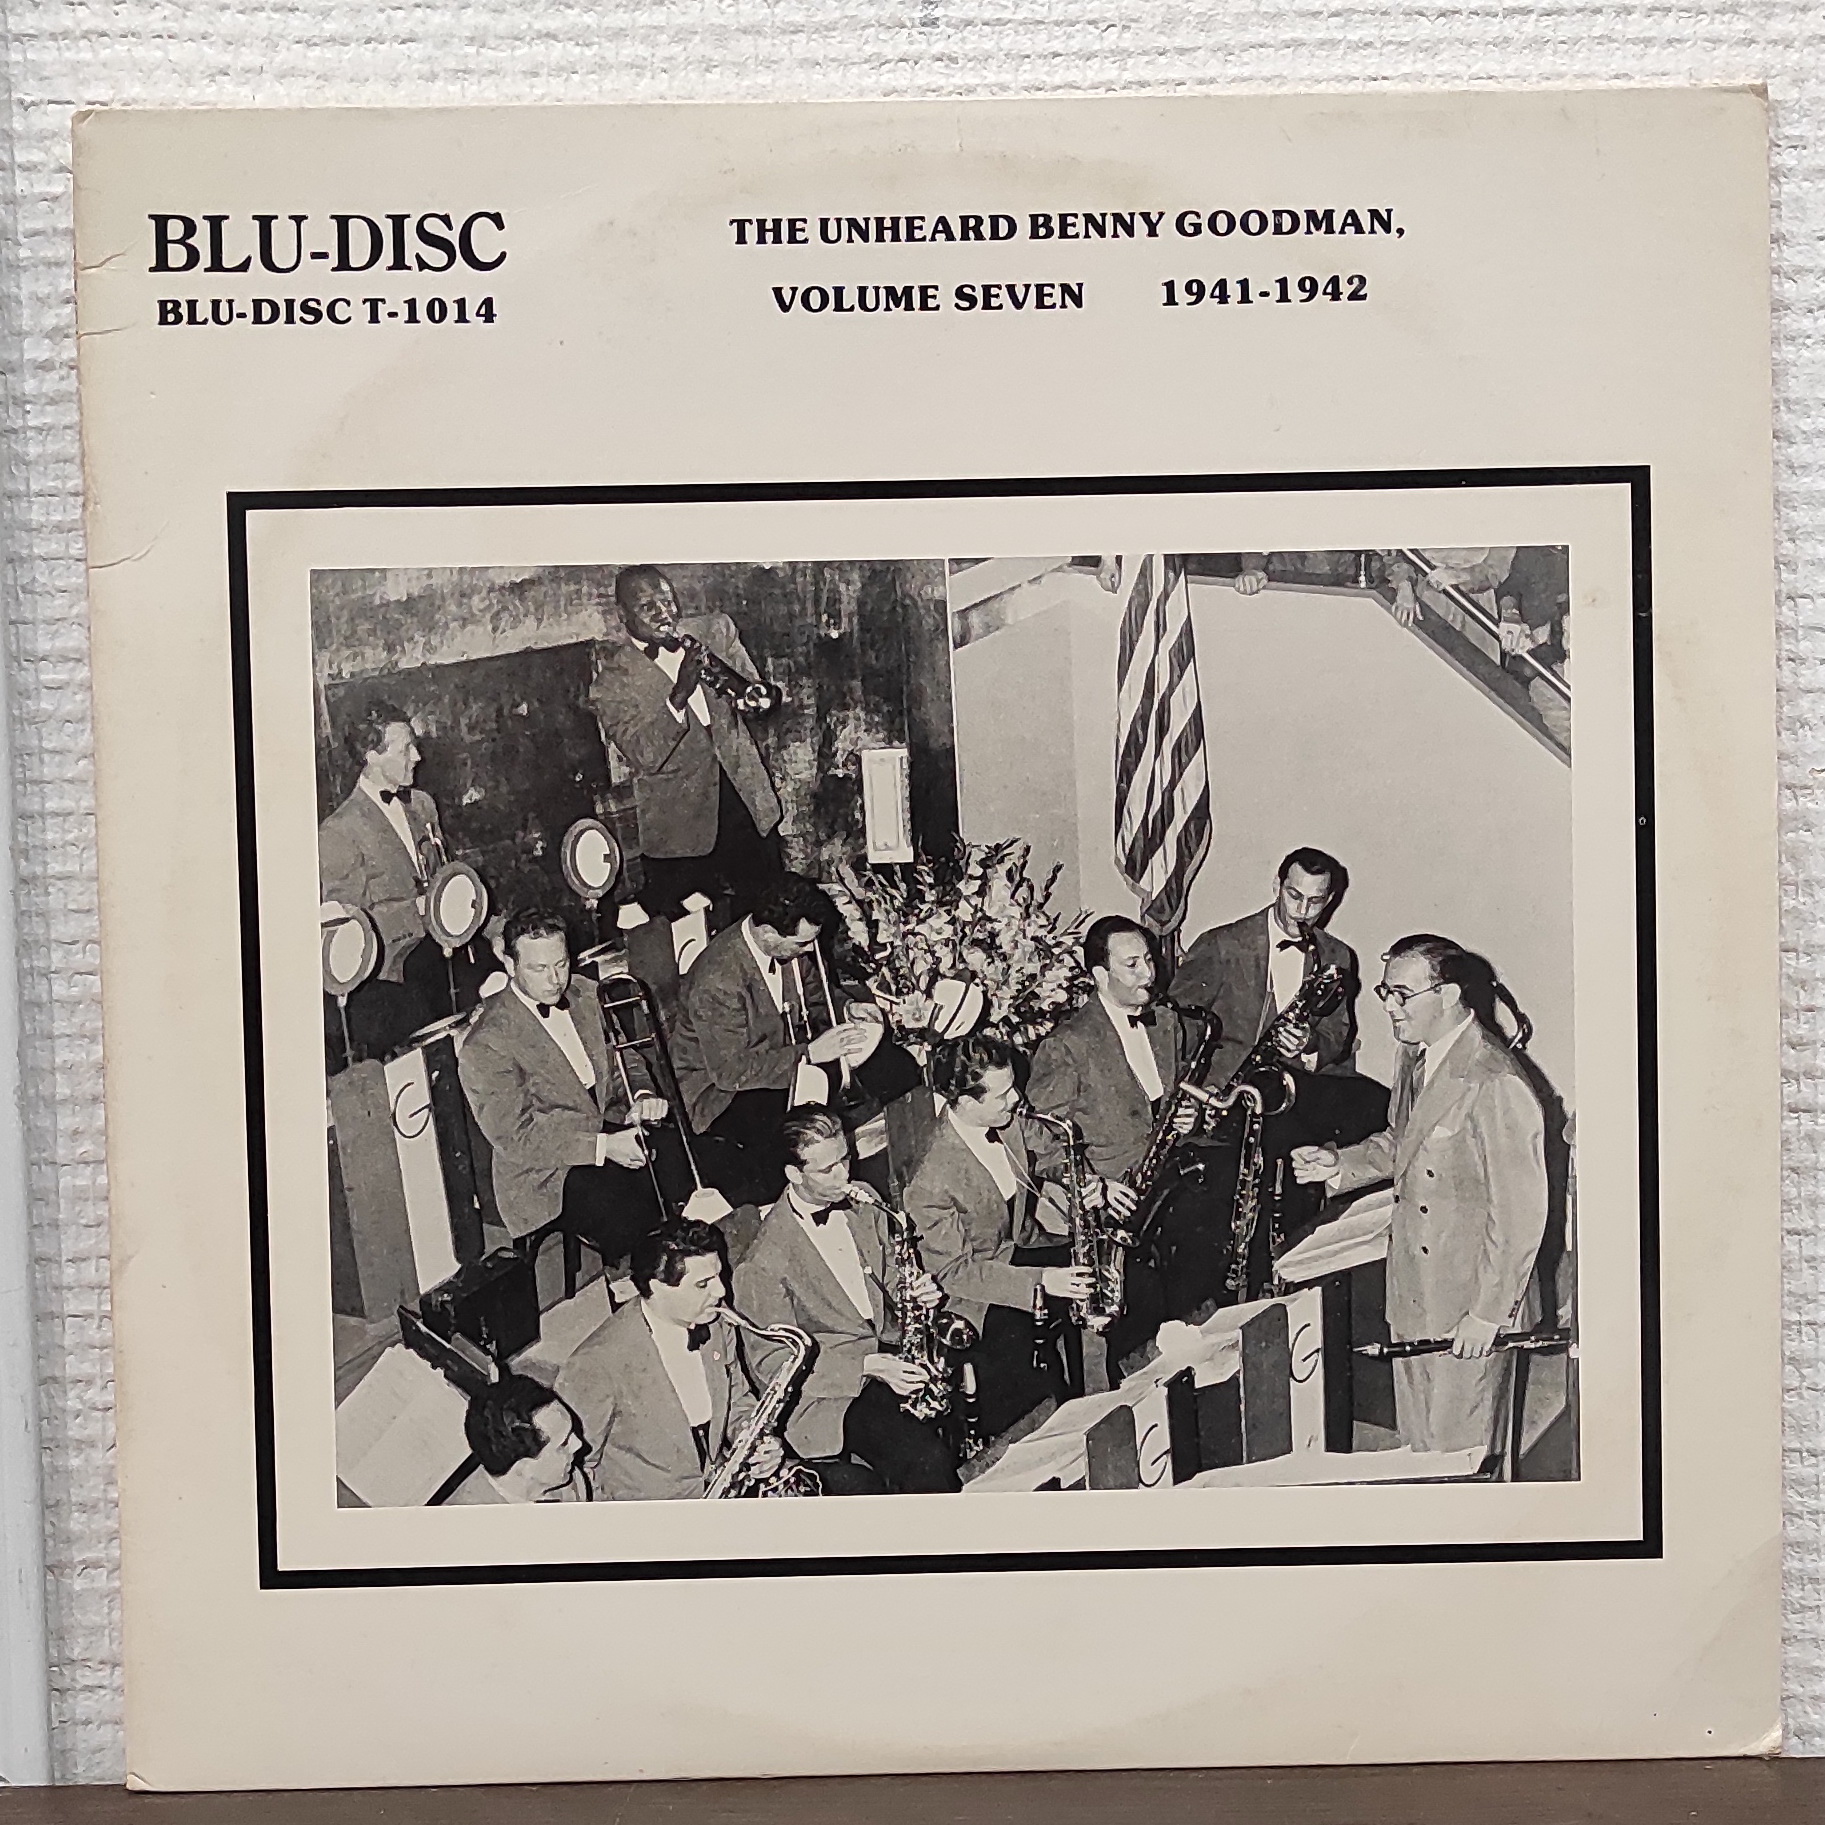 BLU-DISC
BLU-DISC T-1014
THE UNHEARD BENNY GOODMAN,
VOLUME SEVEN 1941-1942
G
G
G
G